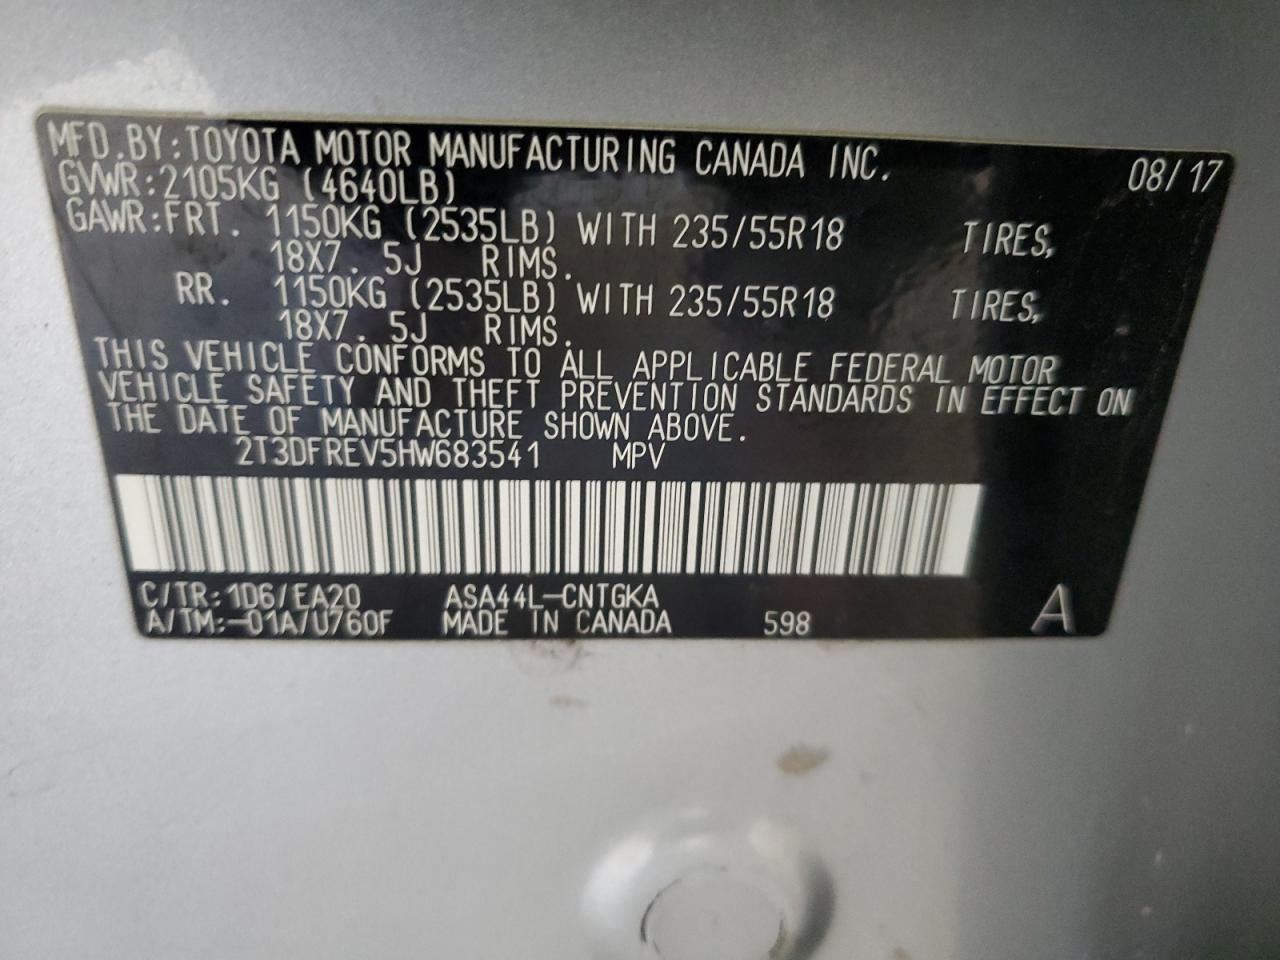 MFD.BY:TOYOTA MOTOR MANUFACTURING CANADA INC. 08/17
GVWR:2105KG (4640LB)
GAWR:FRT. 1150KG (2535LB) WITH 235/55R18 TIRES,
18X7.5J RIMS.
RR. 1150KG (2535LB) WITH 235/55R18 TIRES,
18X7.5J RIMS.
THIS VEHICLE CONFORMS TO ALL APPLICABLE FEDERAL MOTOR
VEHICLE SAFETY AND THEFT PREVENTION STANDARDS IN EFFECT ON
THE DATE OF MANUFACTURE SHOWN ABOVE.
2T3DFREV5HW683541 MPV
C/TR:1D6/EA20 ASA44L-CNTGKA A
A/TM:-01A/U760F MADE IN CANADA 598